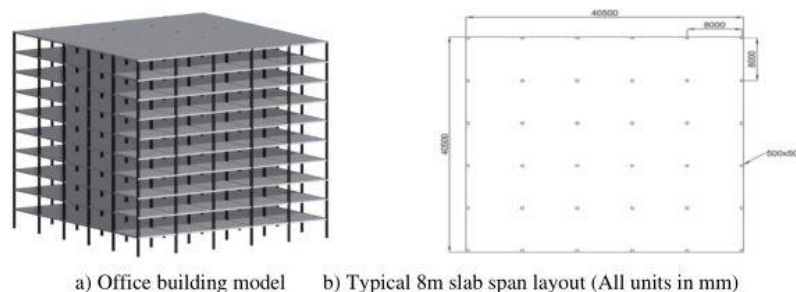 40500
8000
8000
40500
500x50
a) Office building model b) Typical 8m slab span layout (All units in mm)